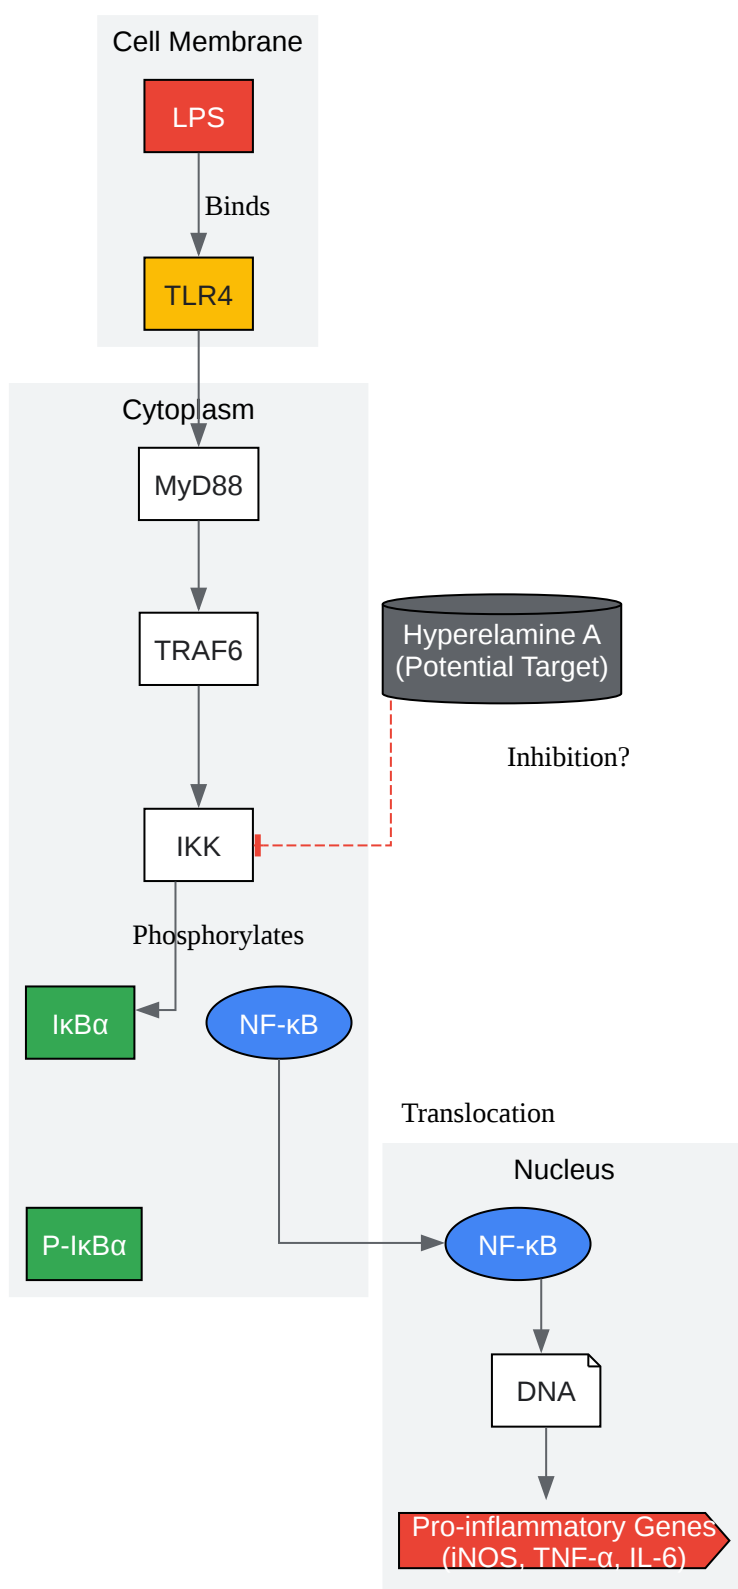 Cell Membrane
LPS
Binds
TLR4
Cytoplasm
MyD88
TRAF6
Hyperelamine A
(Potential Target)
Inhibition?
IKK
Phosphorylates
IκBα
NF-κB
Translocation
Nucleus
P-IκBα
NF-κB
DNA
Pro-inflammatory Genes
(iNOS, TNF-α, IL-6)